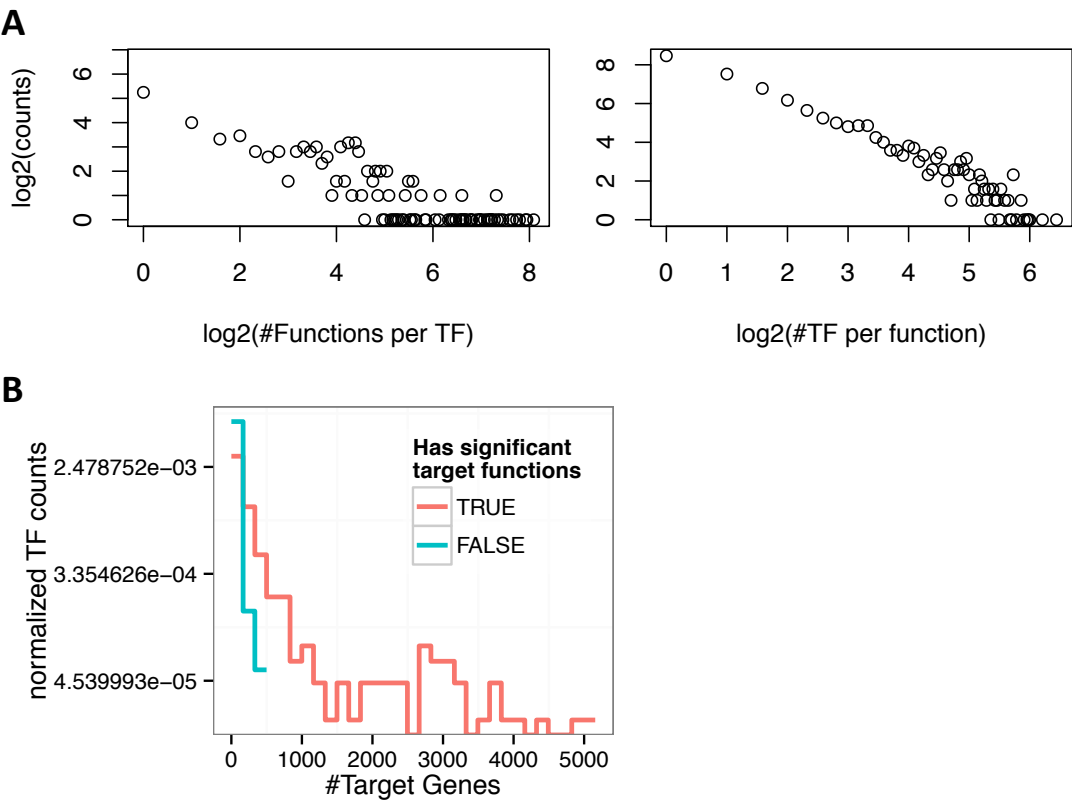 A
log2(counts)
0 2 4 6
0 2 4 6 8
log2(#Functions per TF)
0 2 4 6 8
0 1 2 3 4 5 6
log2(#TF per function)
B
normalized TF counts
2.478752e−03
3.354626e−04
4.539993e−05
Has significant
target functions
TRUE
FALSE
0 1000 2000 3000 4000 5000
#Target Genes